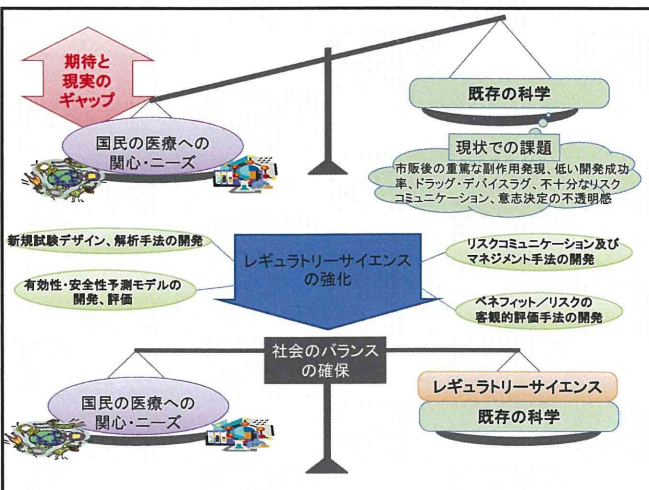 期待と
現実の
ギャップ
既存の科学
国民の医療への
関心・ニーズ
現状での課題
市販後の重篤な副作用発現、低い開発成功
率、ドラッグ・デバイスラグ、不十分なリスク
コミュニケーション、意志決定の不透明感
新規試験デザイン、解析手法の開発
有効性・安全性予測モデルの
開発、評価
レギュラトリーサイエンス
の強化
リスクコミュニケーション及び
マネジメント手法の開発
ベネフィット／リスクの
客観的評価手法の開発
社会のバランス
の確保
国民の医療への
関心・ニーズ
レギュラトリーサイエンス
既存の科学